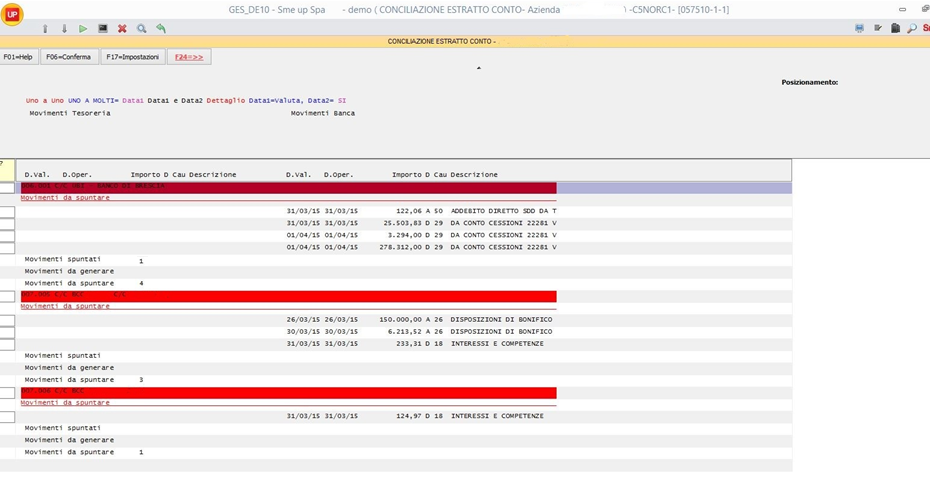 UP GES_DE10 - Sme up Spa - demo ( CONCILIAZIONE ESTRATTO CONTO- Azienda ) -CSNORC1- [057510-1-1]
CONCILIAZIONE ESTRATTO CONTO -
F01=Help F06=Conferma F17=Impostazioni F24=>>
Posizionamento:
Uno a Uno UNO A MOLTI= Data1 Data1 e Data2 Dettaglio Data1=Valuta, Data2= SI
Movimenti Tesoreria Movimenti Banca
?
D.Val. D.Oper. Importo D Cau Descrizione D.Val. D.Oper. Importo D Cau Descrizione
C/C BANCO DI BRESCIA
Movimenti da spuntare
31/03/15 31/03/15 122,06 A 50 ADDEBITO DIRETTO SDD DA T
31/03/15 31/03/15 25.503,83 D 29 DA CONTO CESSIONI 22281 V
01/04/15 01/04/15 3.294,00 D 29 DA CONTO CESSIONI 22281 V
01/04/15 01/04/15 278.312,00 D 29 DA CONTO CESSIONI 22281 V
Movimenti spuntati 1
Movimenti da generare
Movimenti da spuntare 4
C/C BCC
Movimenti da spuntare
26/03/15 26/03/15 150.000,00 A 26 DISPOSIZIONI DI BONIFICO
30/03/15 30/03/15 6.213,52 A 26 DISPOSIZIONI DI BONIFICO
31/03/15 31/03/15 233,31 D 18 INTERESSI E COMPETENZE
Movimenti spuntati
Movimenti da generare
Movimenti da spuntare 3
C/C BCC
Movimenti da spuntare
31/03/15 31/03/15 124,97 D 18 INTERESSI E COMPETENZE
Movimenti spuntati
Movimenti da generare
Movimenti da spuntare 1